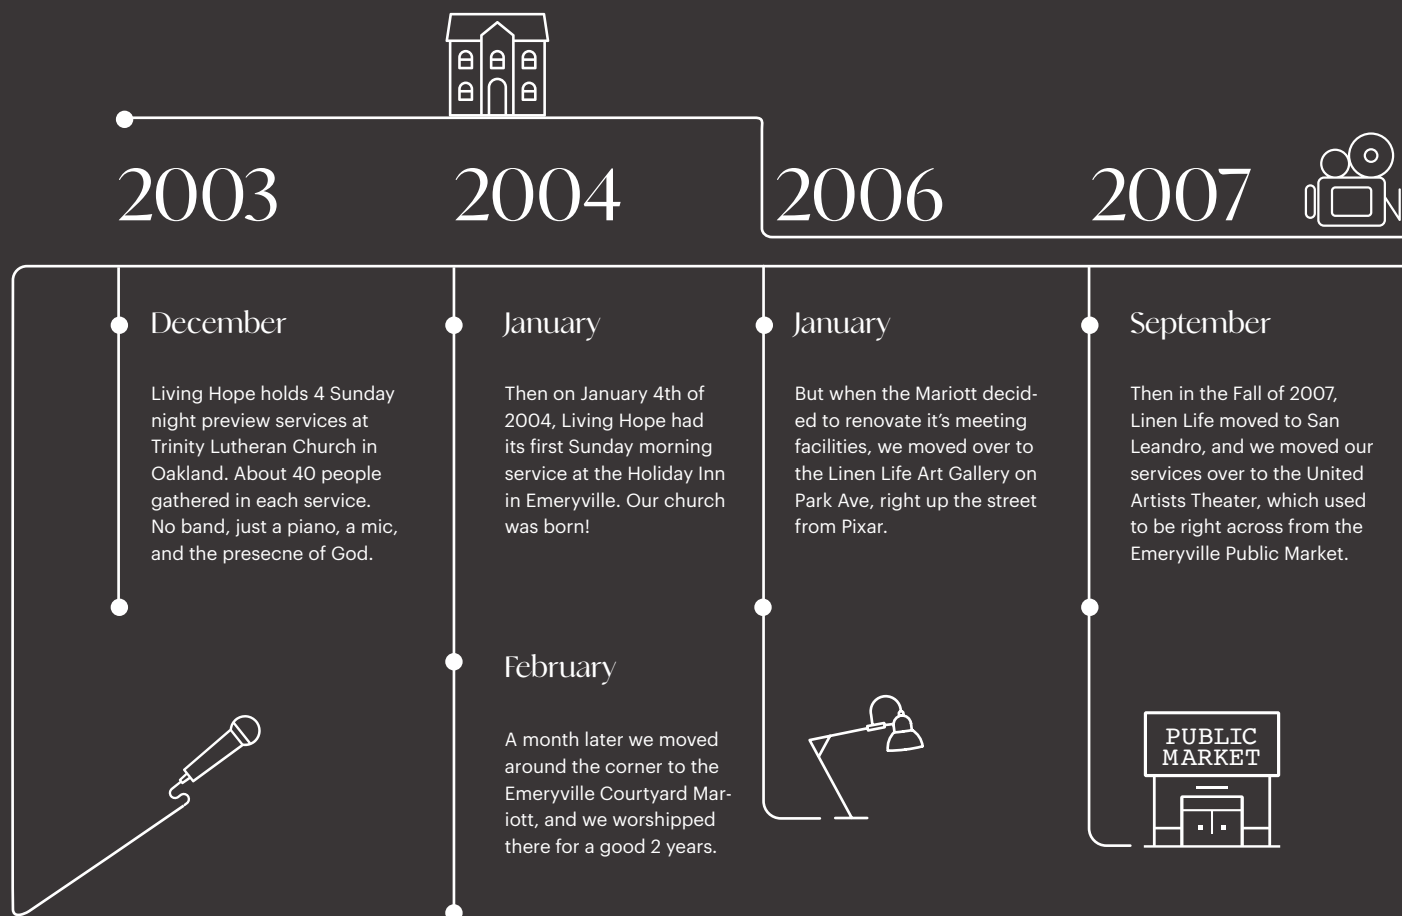 2003
2004
2006
2007
December
Living Hope holds 4 Sunday
night preview services at
Trinity Lutheran Church in
Oakland. About 40 people
gathered in each service.
No band, just a piano, a mic,
and the presecne of God.
January
Then on January 4th of
2004, Living Hope had
its first Sunday morning
service at the Holiday Inn
in Emeryville. Our church
was born!
February
A month later we moved
around the corner to the
Emeryville Courtyard Mar-
iott, and we worshipped
there for a good 2 years.
January
But when the Mariott decid-
ed to renovate it’s meeting
facilities, we moved over to
the Linen Life Art Gallery on
Park Ave, right up the street
from Pixar.
September
Then in the Fall of 2007,
Linen Life moved to San
Leandro, and we moved our
services over to the United
Artists Theater, which used
to be right across from the
Emeryville Public Market.
PUBLIC
MARKET